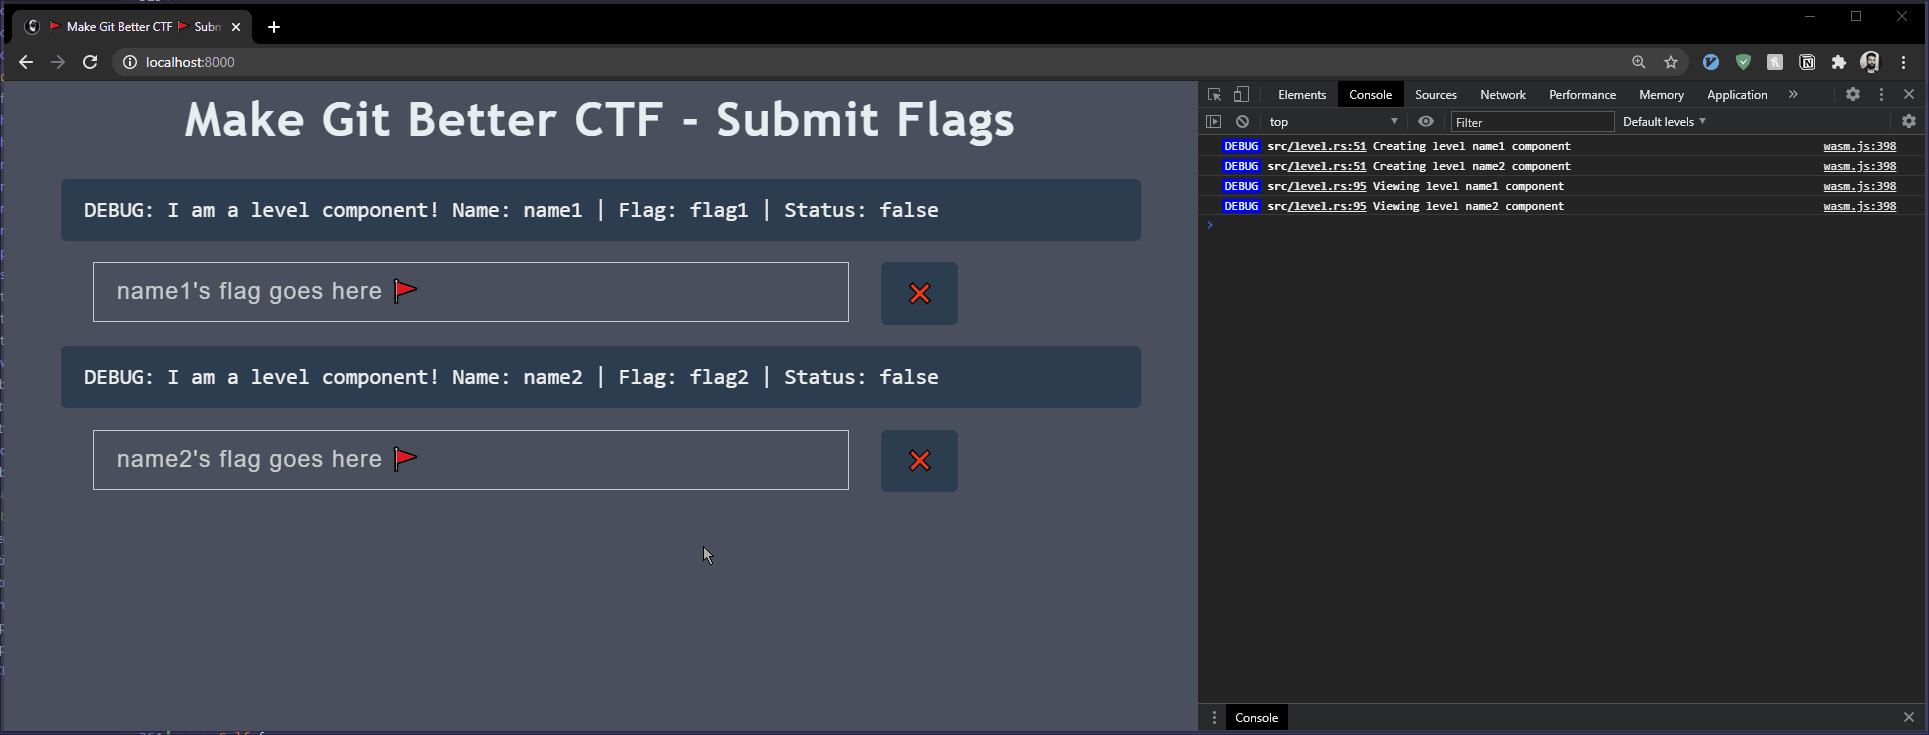 Make Git Better CTF 🚩 Subm
localhost:8000
Make Git Better CTF - Submit Flags
DEBUG: I am a level component! Name: name1 | Flag: flag1 | Status: false
name1's flag goes here 🚩
DEBUG: I am a level component! Name: name2 | Flag: flag2 | Status: false
name2's flag goes here 🚩
Elements Console Sources Network Performance Memory Application
top Filter Default levels
DEBUG src/level.rs:51 Creating level name1 component wasm.js:398
DEBUG src/level.rs:51 Creating level name2 component wasm.js:398
DEBUG src/level.rs:95 Viewing level name1 component wasm.js:398
DEBUG src/level.rs:95 Viewing level name2 component wasm.js:398
Console